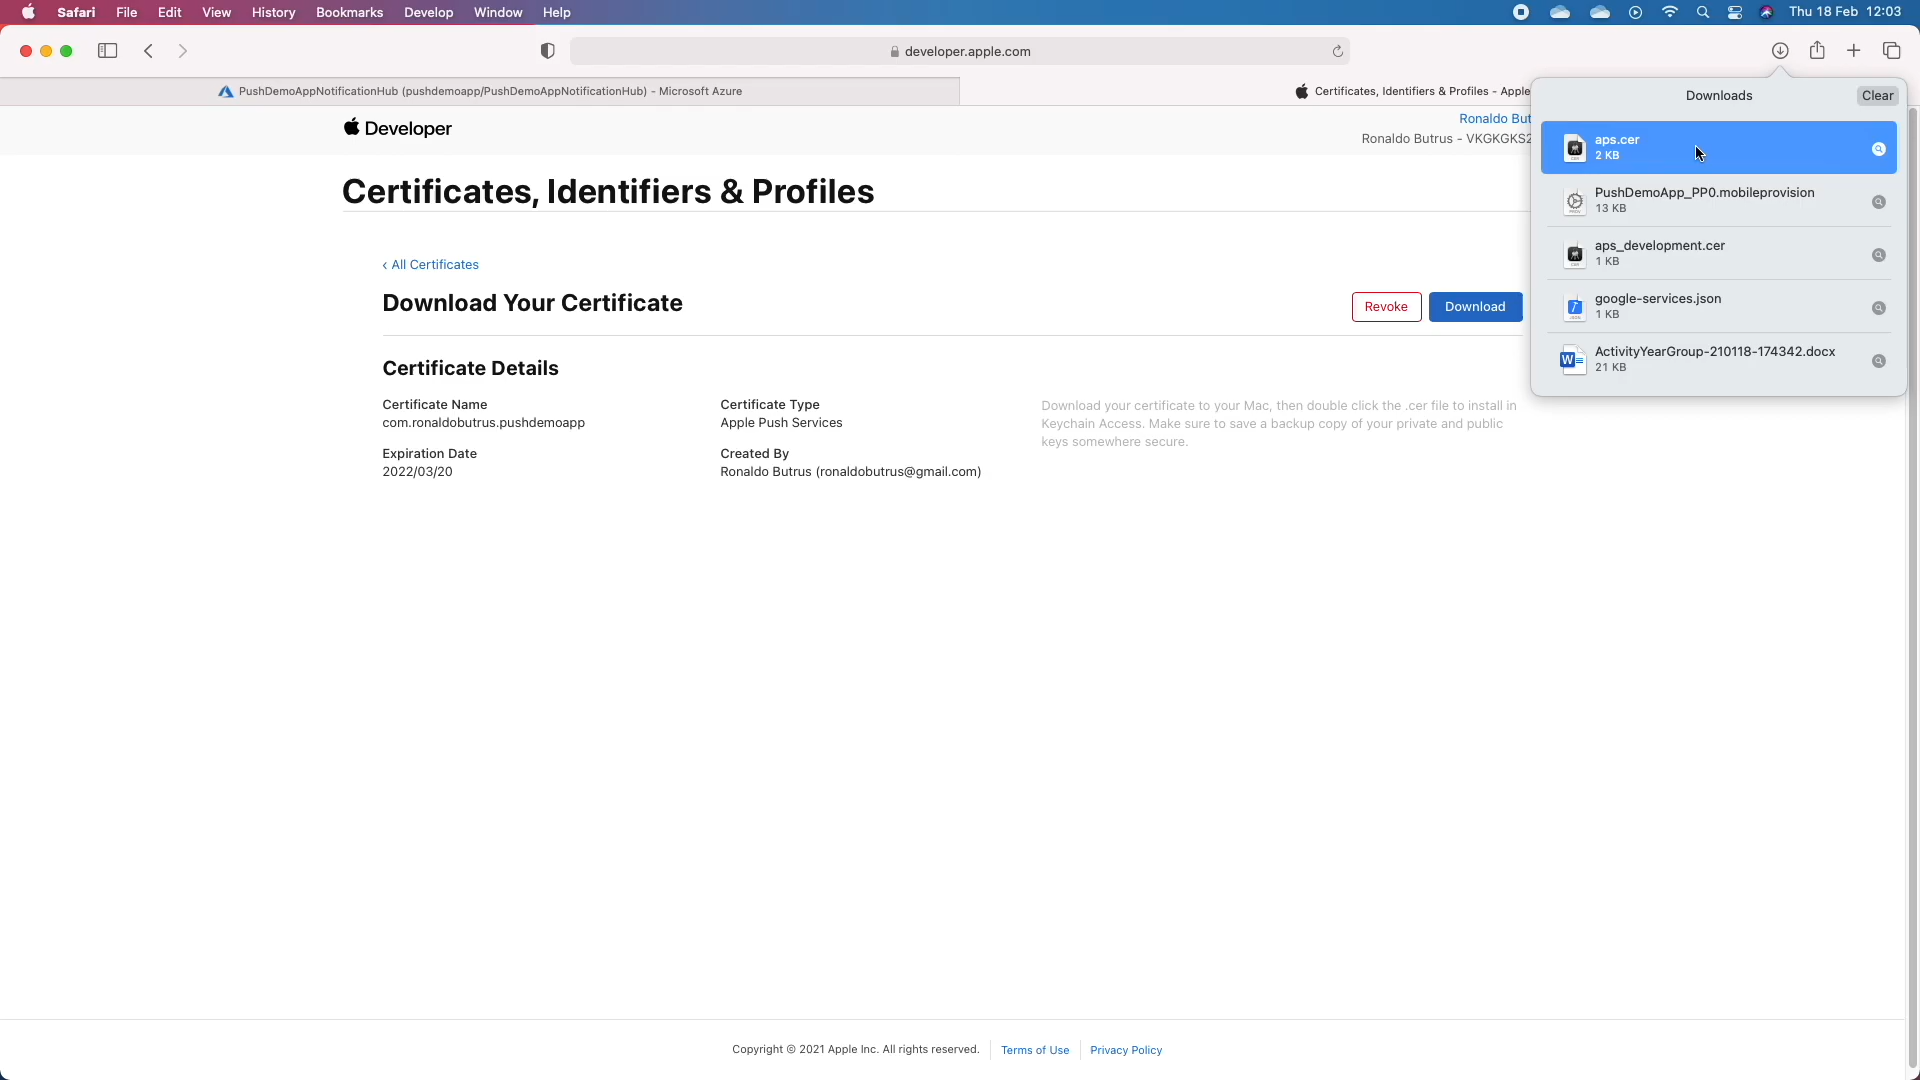 Safari File Edit View History Bookmarks Develop Window Help Thu 18 Feb 12:03
developer.apple.com
PushDemoAppNotificationHub (pushdemoapp/PushDemoAppNotificationHub) - Microsoft Azure
Certificates, Identifiers & Profiles - Apple
Developer
Ronaldo But
Ronaldo Butrus - VKGKGKS2
Certificates, Identifiers & Profiles
‹ All Certificates
Download Your Certificate
Revoke
Download
Certificate Details
Certificate Name
com.ronaldobutrus.pushdemoapp
Certificate Type
Apple Push Services
Expiration Date
2022/03/20
Created By
Ronaldo Butrus (ronaldobutrus@gmail.com)
Download your certificate to your Mac, then double click the .cer file to install in
Keychain Access. Make sure to save a backup copy of your private and public
keys somewhere secure.
Downloads
Clear
aps.cer
2 KB
PushDemoApp_PP0.mobileprovision
13 KB
aps_development.cer
1 KB
google-services.json
1 KB
ActivityYearGroup-210118-174342.docx
21 KB
Copyright © 2021 Apple Inc. All rights reserved. Terms of Use Privacy Policy